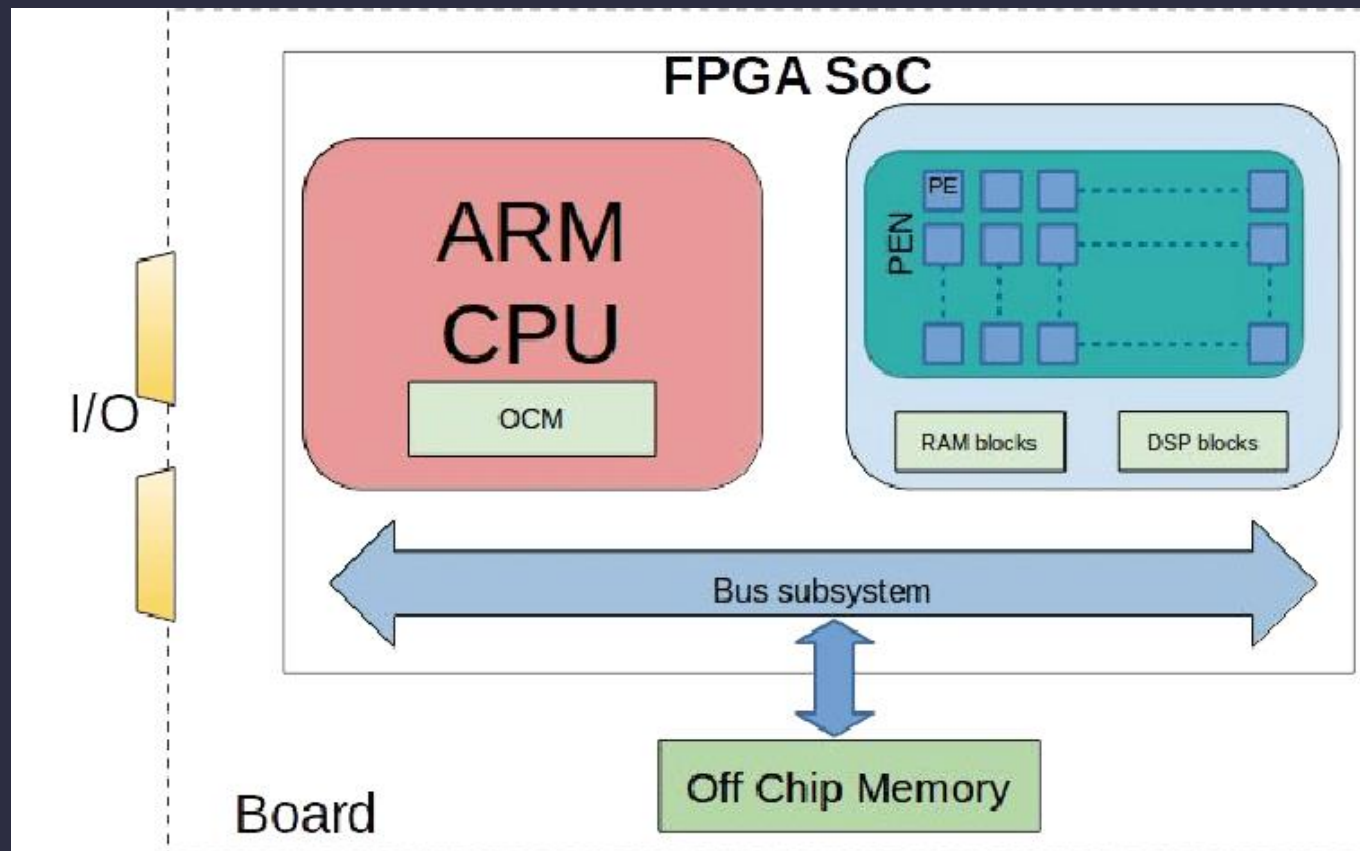 FPGA SoC
ARM
CPU
OCM
PE
PEN
RAM blocks
DSP blocks
I/O
Bus subsystem
Off Chip Memory
Board